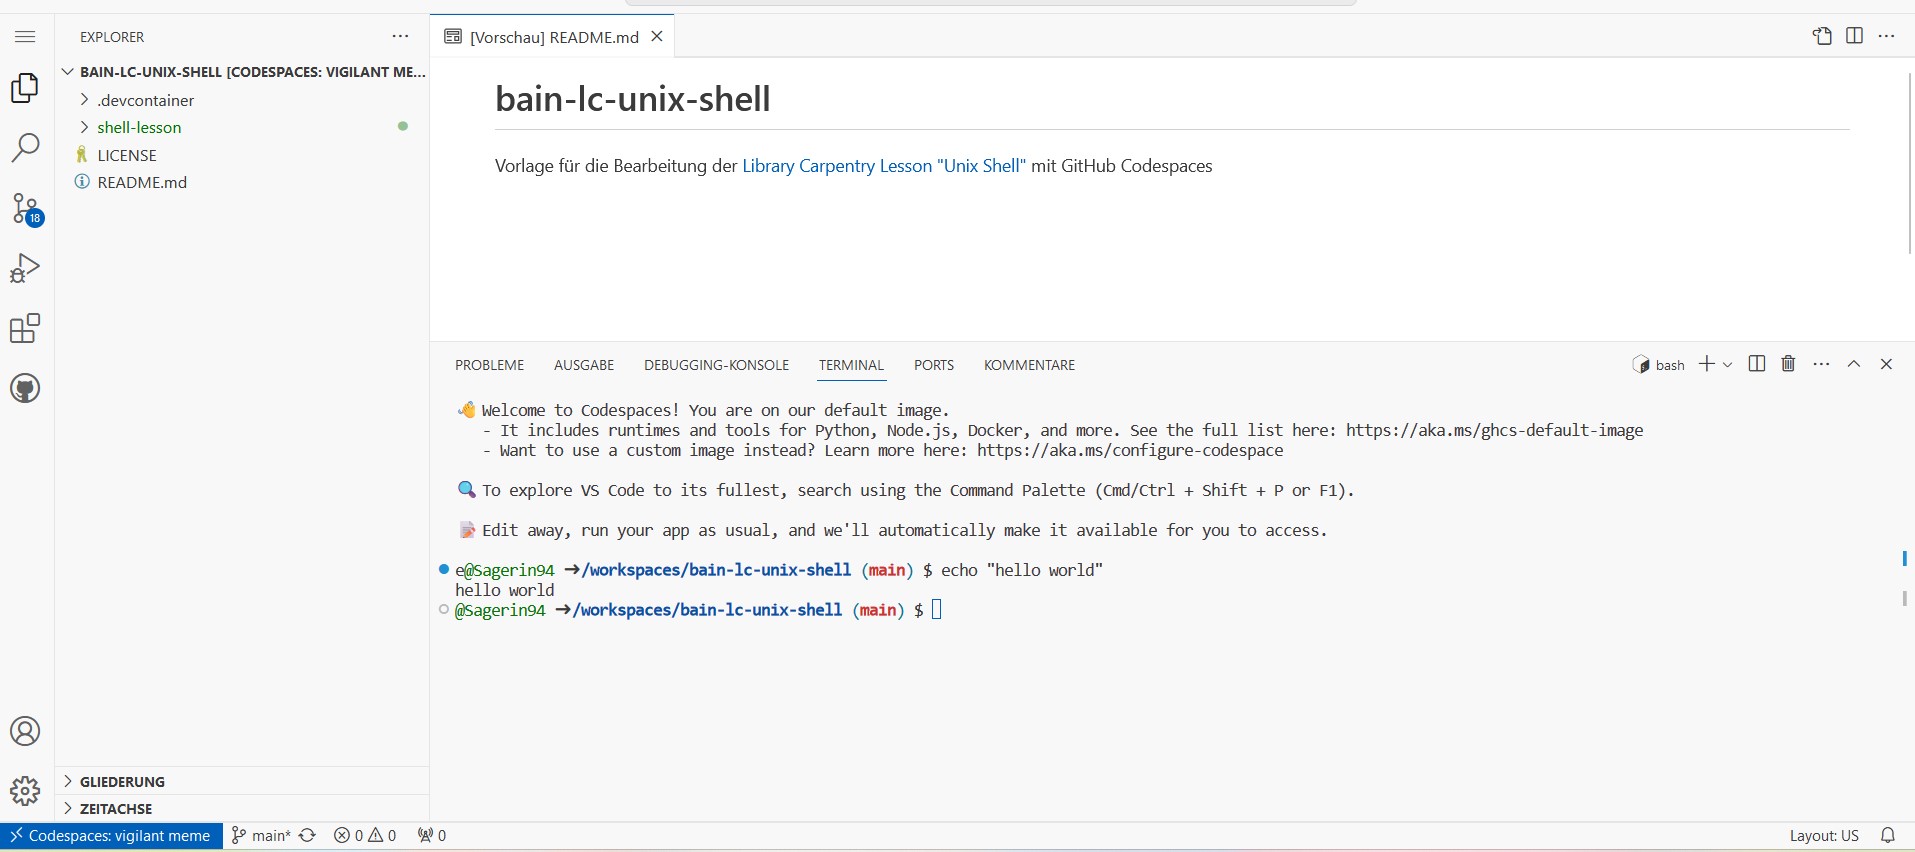 EXPLORER
[Vorschau] README.md
BAIN-LC-UNIX-SHELL [CODESPACES: VIGILANT ME...
.devcontainer
shell-lesson
LICENSE
README.md
18
bain-lc-unix-shell
Vorlage für die Bearbeitung der Library Carpentry Lesson "Unix Shell" mit GitHub Codespaces
PROBLEME AUSGABE DEBUGGING-KONSOLE TERMINAL PORTS KOMMENTARE
bash
👋 Welcome to Codespaces! You are on our default image.
- It includes runtimes and tools for Python, Node.js, Docker, and more. See the full list here: https://aka.ms/ghcs-default-image
- Want to use a custom image instead? Learn more here: https://aka.ms/configure-codespace
🔍 To explore VS Code to its fullest, search using the Command Palette (Cmd/Ctrl + Shift + P or F1).
📝 Edit away, run your app as usual, and we'll automatically make it available for you to access.
e@Sagerin94 ➜/workspaces/bain-lc-unix-shell (main) $ echo "hello world"
hello world
@Sagerin94 ➜/workspaces/bain-lc-unix-shell (main) $
GLIEDERUNG
ZEITACHSE
Codespaces: vigilant meme main* 0 0 0 Layout: US